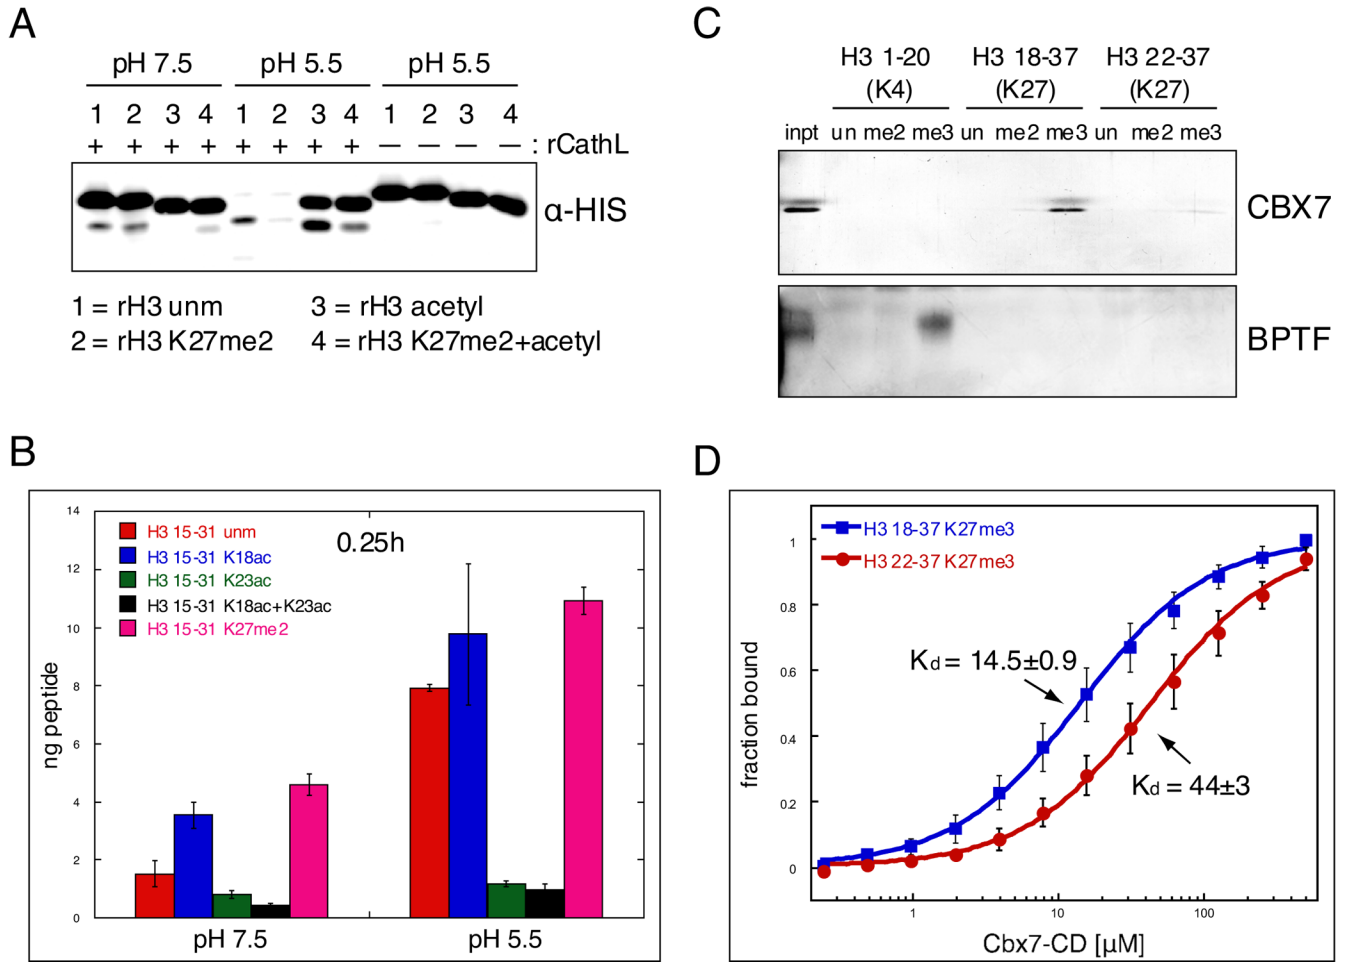 A
pH 7.5 pH 5.5 pH 5.5
1 2 3 4 1 2 3 4 1 2 3 4
+ + + + + + + + — — — — : rCathL
α-HIS
1 = rH3 unm 3 = rH3 acetyl
2 = rH3 K27me2 4 = rH3 K27me2+acetyl
B
ng peptide
14
12
10
8
6
4
2
0
H3 15-31 unm
H3 15-31 K18ac
H3 15-31 K23ac
H3 15-31 K18ac+K23ac
H3 15-31 K27me2
0.25h
pH 7.5 pH 5.5
C
H3 1-20 H3 18-37 H3 22-37
(K4) (K27) (K27)
inpt un me2 me3 un me2 me3 un me2 me3
CBX7
BPTF
D
fraction bound
1
0.8
0.6
0.4
0.2
0
H3 18-37 K27me3
H3 22-37 K27me3
Kd = 14.5±0.9
Kd = 44±3
1 10 100
Cbx7-CD [µM]